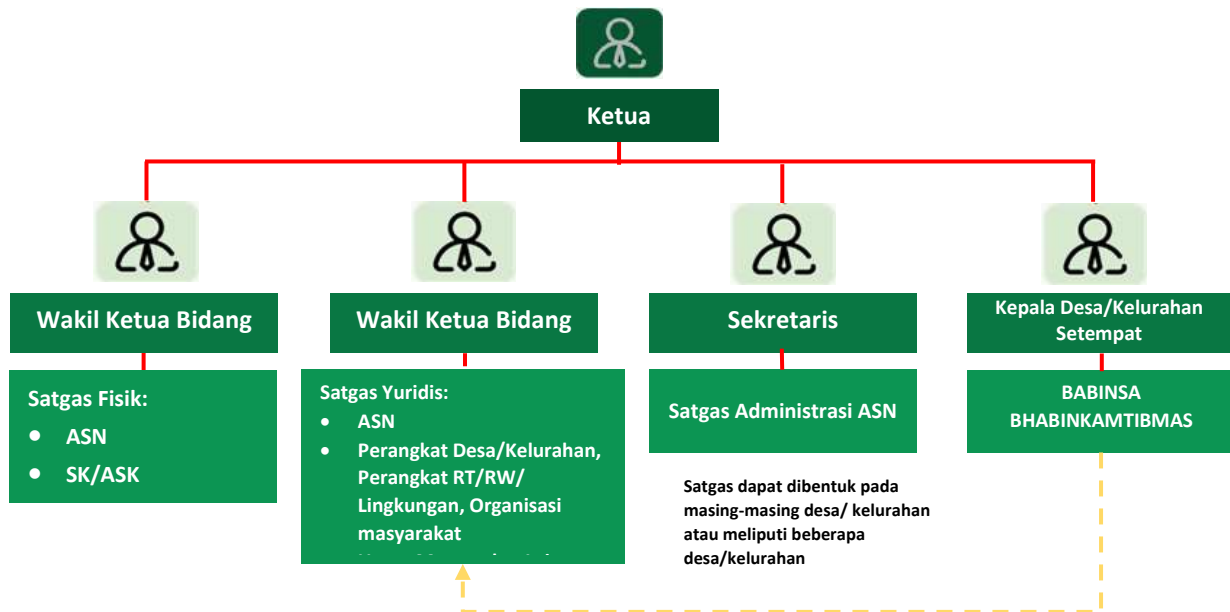 Ketua
Wakil Ketua Bidang
Wakil Ketua Bidang
Sekretaris
Kepala Desa/Kelurahan
Setempat
Satgas Fisik:
• ASN
• SK/ASK
Satgas Yuridis:
• ASN
• Perangkat Desa/Kelurahan,
Perangkat RT/RW/
Lingkungan, Organisasi
masyarakat
Satgas Administrasi ASN
BABINSA
BHABINKAMTIBMAS
Satgas dapat dibentuk pada
masing-masing desa/ kelurahan
atau meliputi beberapa
desa/kelurahan